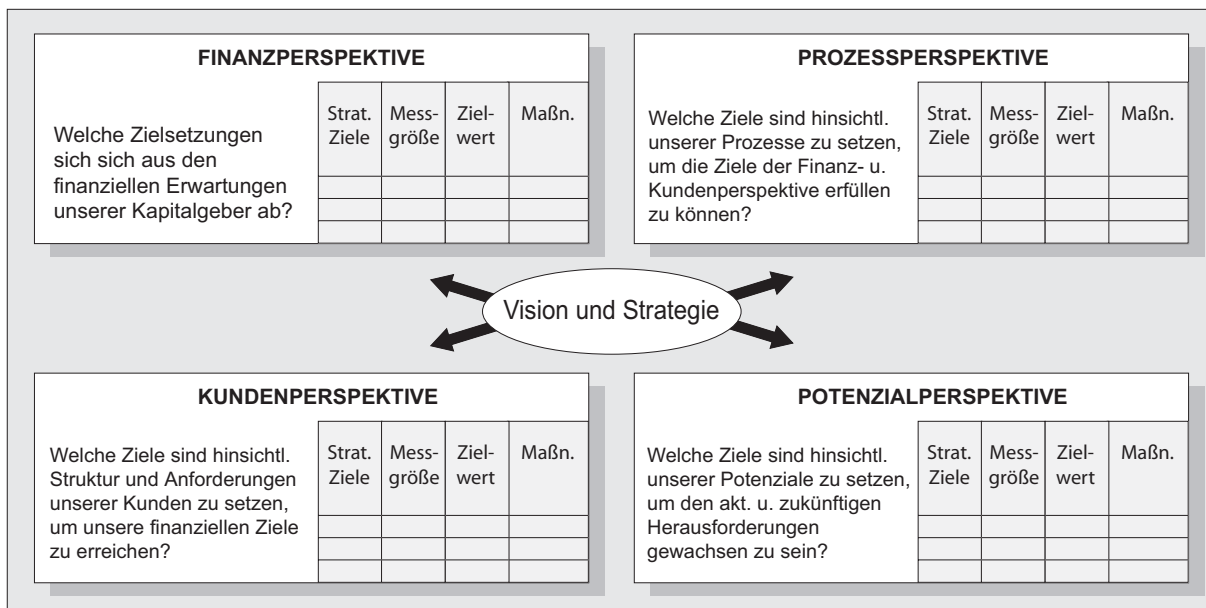 FINANZPERSPEKTIVE
Welche Zielsetzungen
sich sich aus den
finanziellen Erwartungen
unserer Kapitalgeber ab?
Strat. Mess- Ziel- Maßn.
Ziele größe wert
PROZESSPERSPEKTIVE
Welche Ziele sind hinsichtl.
unserer Prozesse zu setzen,
um die Ziele der Finanz- u.
Kundenperspektive erfüllen
zu können?
Strat. Mess- Ziel- Maßn.
Ziele größe wert
Vision und Strategie
KUNDENPERSPEKTIVE
Welche Ziele sind hinsichtl.
Struktur und Anforderungen
unserer Kunden zu setzen,
um unsere finanziellen Ziele
zu erreichen?
Strat. Mess- Ziel- Maßn.
Ziele größe wert
POTENZIALPERSPEKTIVE
Welche Ziele sind hinsichtl.
unserer Potenziale zu setzen,
um den akt. u. zukünftigen
Herausforderungen
gewachsen zu sein?
Strat. Mess- Ziel- Maßn.
Ziele größe wert